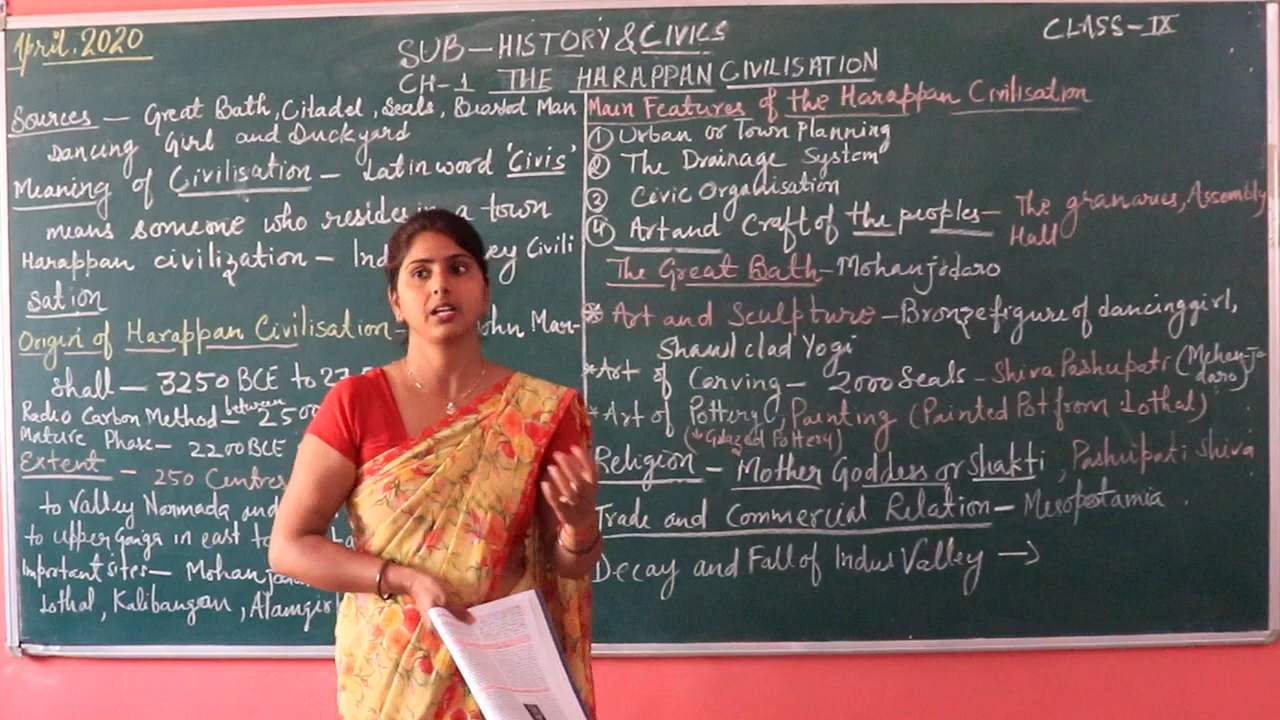 April.2020
SUB-HISTORY & CIVICS
CLASS-IX
CH-1 THE HARAPPAN CIVILISATION
Sources - Great Bath, Citadel, Seals, Bearded Man
Dancing Girl and Duckyard
Meaning of Civilisation - Latin word 'Civis'
means someone who resides in a town
Harappan civilization - Ind ey Civili
sation
Origin of Harappan Civilisation - John Mar-
shall - 3250 BCE to 27
Radio Carbon Method - between 2500
Mature Phase - 2200 BCE
Extent - 250 Centres
to Valley Normada and
to upper Ganga in east to
Important sites - Mohanjoda
Lothal, Kalibangan, Alamgir
Main Features of the Harappan Civilisation
1 Urban or Town Planning
2 The Drainage System
3 Civic Organisation
4 Art and Craft of the peoples - The granaries, Assembly
Hall
The Great Bath - Mohanjodaro
* Art and Sculpture - Bronze figure of dancing girl,
Shawl clad Yogi
* Art of Carving - 2000 Seals - Shiva Pashupati (Mohan-jo
daro)
* Art of Pottery, Painting (Painted Pot from Lothal)
(* Glazed Pottery)
Religion - Mother Goddess or Shakti, Pashupati Shiva
Trade and Commercial Relation - Mesopotamia.
Decay and Fall of Indus Valley →